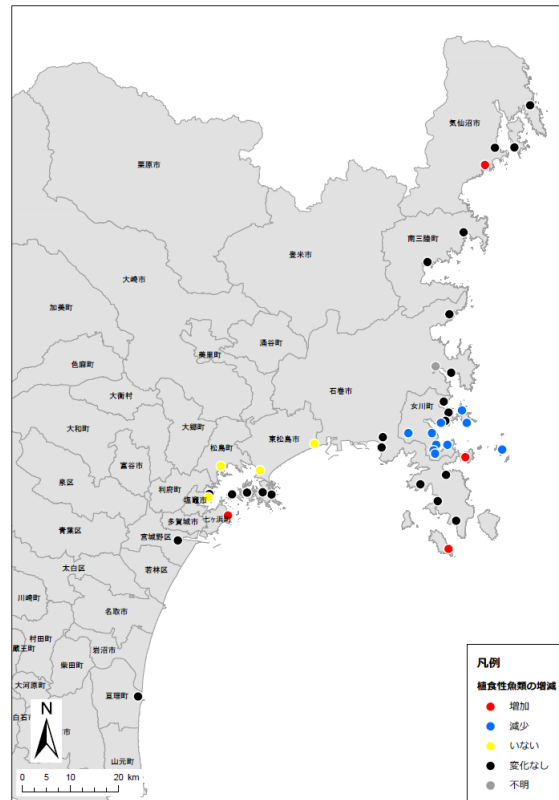 気仙沼市
栗原市
南三陸町
登米市
大崎市
加美町
涌谷町
美里町
色麻町
石巻市
大衡村
女川町
大郷町
大和町
松島町
東松島市
富谷市
利府町
泉区
塩竈市
多賀城市
七ヶ浜町
青葉区
宮城野区
太白区
若林区
川崎町
名取市
村田町
岩沼市
蔵王町
柴田町
大河原町
亘理町
白石市
市
山元町
N
0 5 10 20 km
凡例
植食性魚類の増減
増加
減少
いない
変化なし
不明